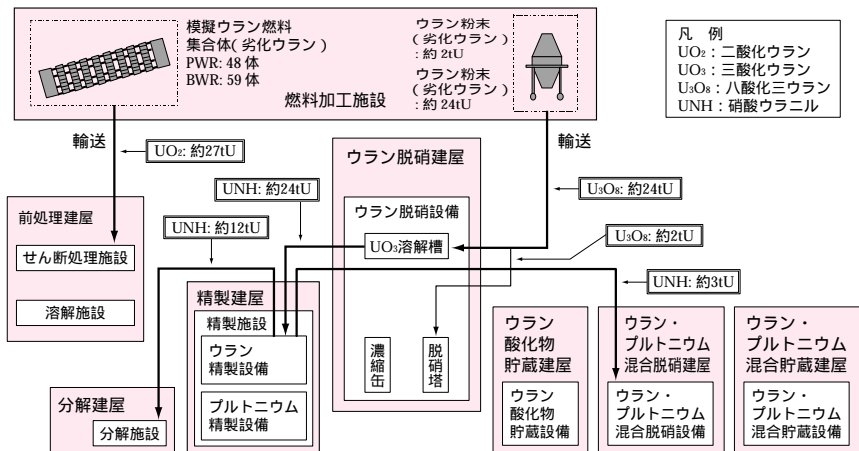 模擬ウラン燃料
集合体(劣化ウラン)
PWR: 48 体
BWR: 59 体
ウラン粉末
(劣化ウラン)
: 約 2tU
ウラン粉末
(劣化ウラン)
: 約 24tU
燃料加工施設
凡 例
UO₂:二酸化ウラン
UO₃:三酸化ウラン
U₃O₈:八酸化三ウラン
UNH:硝酸ウラニル
輸送
輸送
UO₂: 約27tU
ウラン脱硝建屋
UNH: 約24tU
U₃O₈: 約24tU
前処理建屋
UNH: 約12tU
ウラン脱硝設備
U₃O₈: 約2tU
せん断処理施設
UO₃溶解槽
UNH: 約3tU
溶解施設
精製建屋
精製施設
ウラン
精製設備
濃縮缶
脱硝塔
ウラン
酸化物
貯蔵建屋
ウラン・
プルトニウム
混合脱硝建屋
ウラン・
プルトニウム
混合貯蔵建屋
分解建屋
分解施設
プルトニウム
精製設備
ウラン
酸化物
貯蔵設備
ウラン・
プルトニウム
混合脱硝設備
ウラン・
プルトニウム
混合貯蔵設備